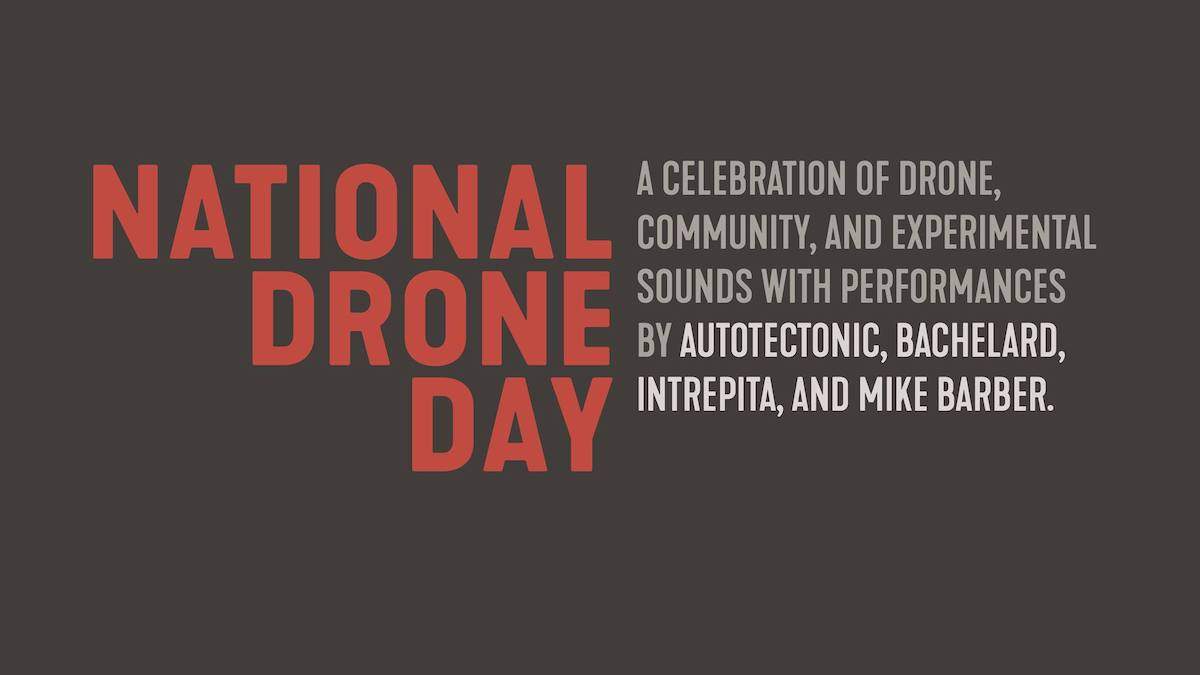 NATIONAL
DRONE
DAY
A CELEBRATION OF DRONE,
COMMUNITY, AND EXPERIMENTAL
SOUNDS WITH PERFORMANCES
BY AUTOTECTONIC, BACHELARD,
INTREPITA, AND MIKE BARBER.